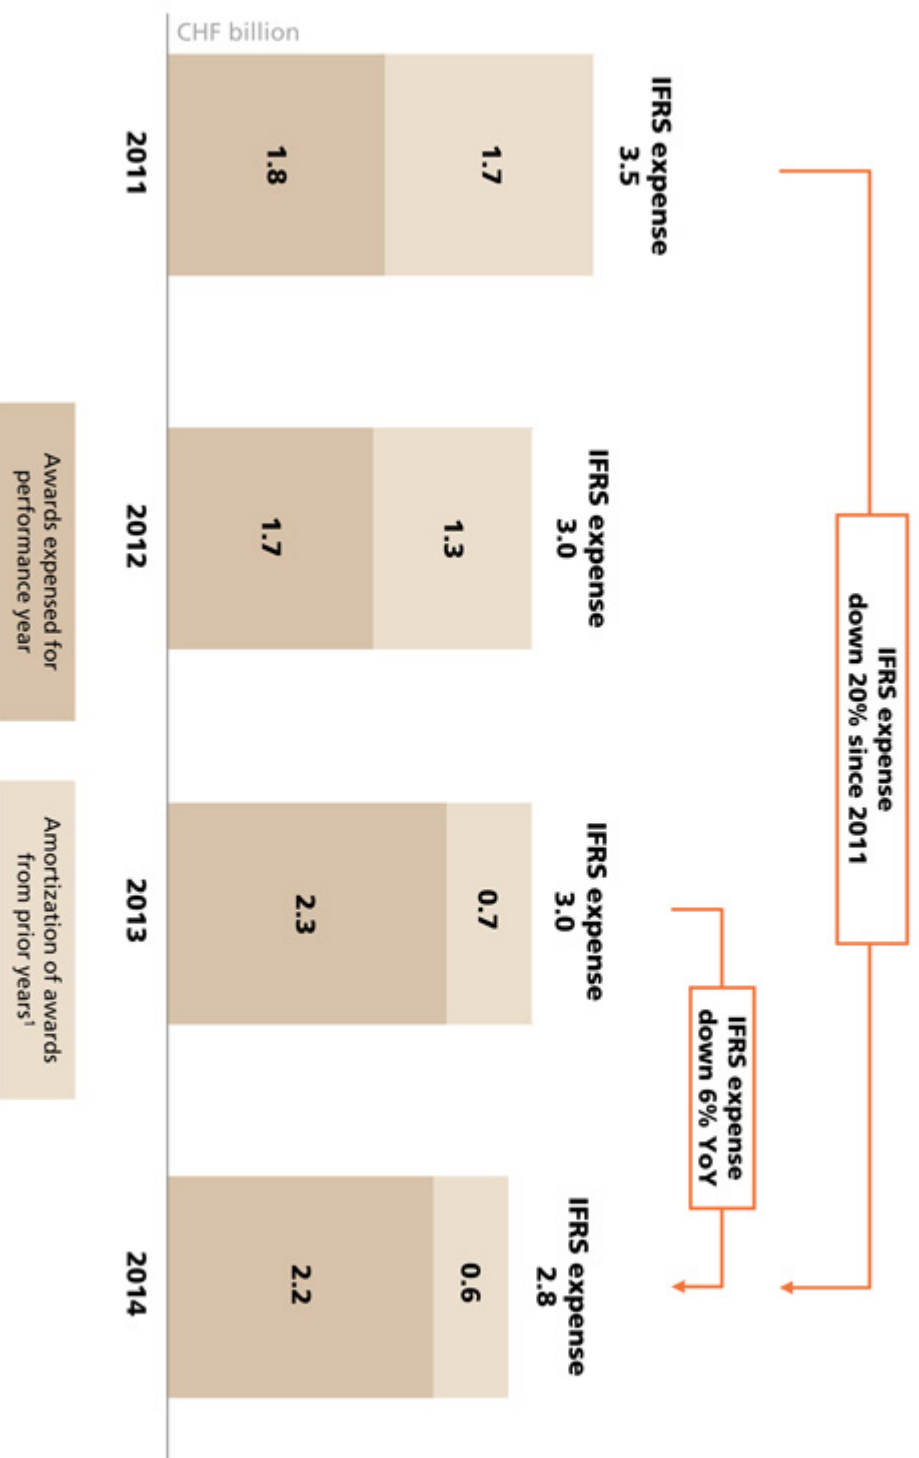 IFRS expense
down 20% since 2011
IFRS expense
down 6% YoY
IFRS expense
3.5
IFRS expense
3.0
IFRS expense
3.0
IFRS expense
2.8
1.7
1.3
0.7
0.6
1.8
1.7
2.3
2.2
CHF billion
2011
2012
2013
2014
Awards expensed for
performance year
Amortization of awards
from prior years¹